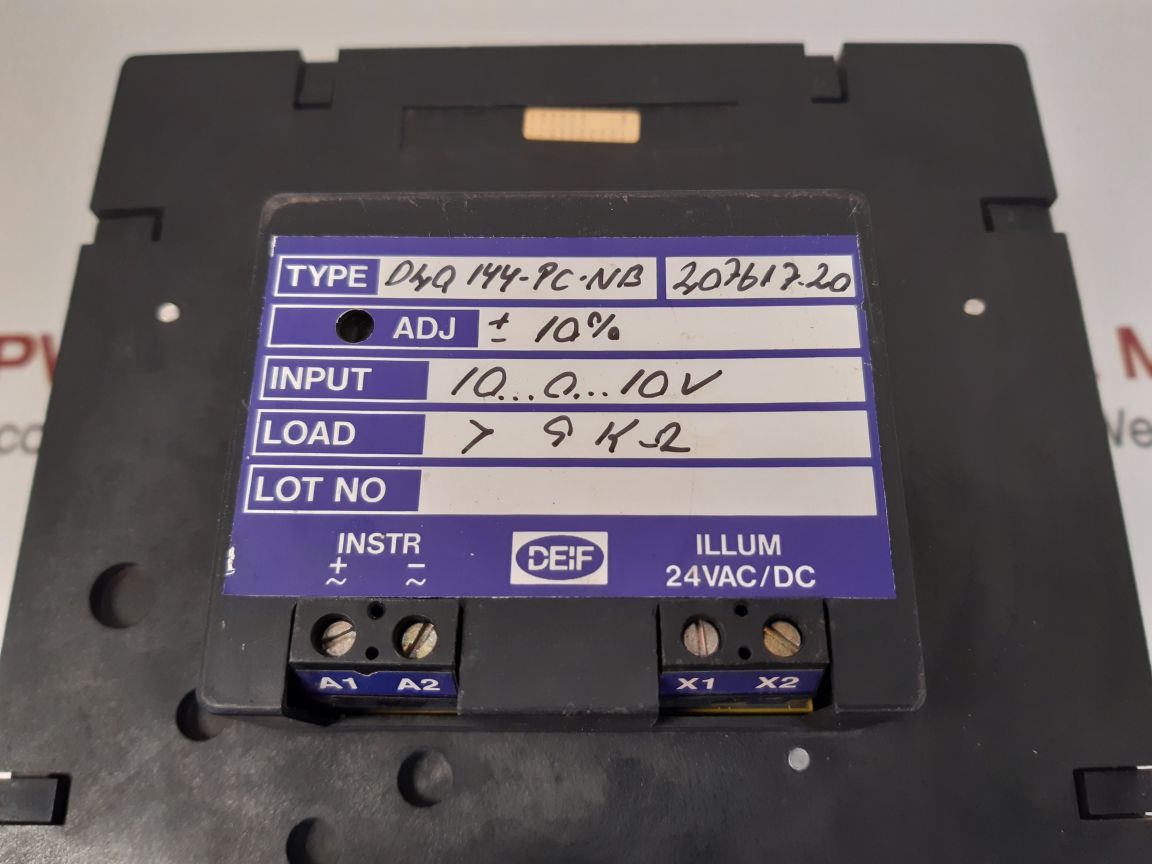 TYPE DLQ 144-PC-NB 207617.20
ADJ ± 10%
INPUT 10...0...10V
LOAD > 9 KΩ
LOT NO
INSTR
+ −
~ ~
DEIF
ILLUM
24VAC/DC
A1 A2 X1 X2